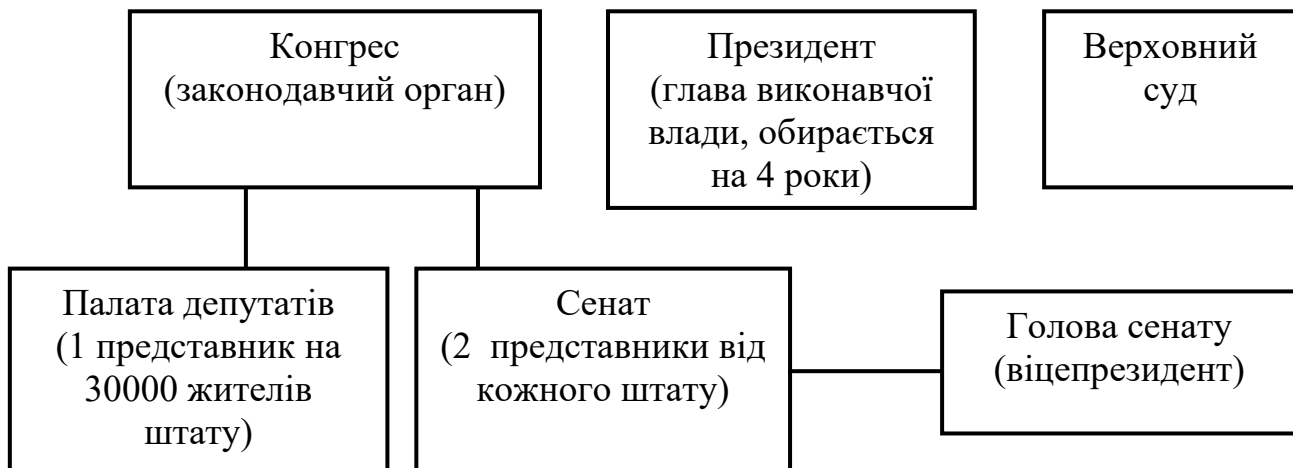 Конгрес
(законодавчий орган)
Президент
(глава виконавчої
влади, обирається
на 4 роки)
Верховний
суд
Палата депутатів
(1 представник на
30000 жителів
штату)
Сенат
(2  представники від
кожного штату)
Голова сенату
(віцепрезидент)